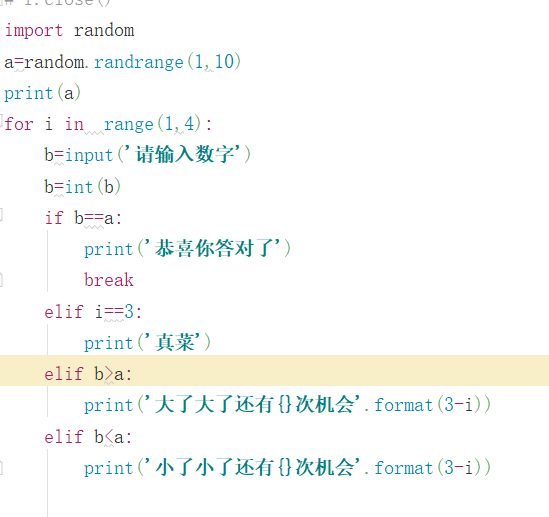 # f.close()
import random
a=random.randrange(1,10)
print(a)
for i in  range(1,4):
    b=input('请输入数字')
    b=int(b)
    if b==a:
        print('恭喜你答对了')
        break
    elif i==3:
        print('真菜')
    elif b>a:
        print('大了大了还有{}次机会'.format(3-i))
    elif b<a:
        print('小了小了还有{}次机会'.format(3-i))